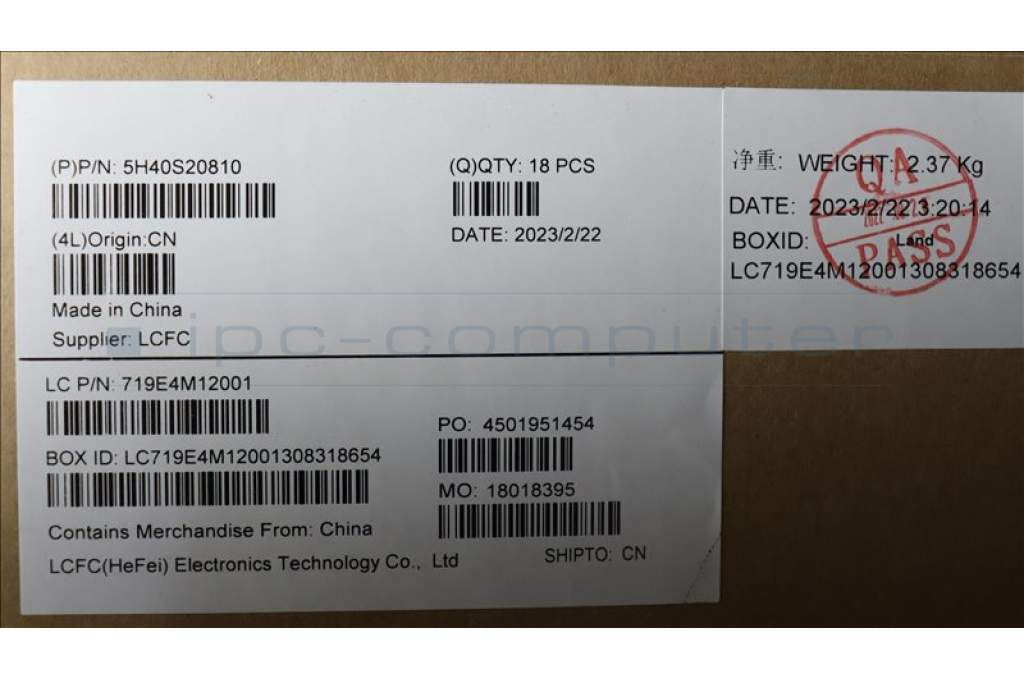 (P)P/N: 5H40S20810
(Q)QTY: 18 PCS
(4L)Origin:CN
DATE: 2023/2/22
Made in China
Supplier: LCFC
净重: WEIGHT: 2.37 Kg
DATE: 2023/2/22 3:20:14
BOXID: Land
LC719E4M12001308318654
QA
PASS
ipc-computer
LC P/N: 719E4M12001
PO: 4501951454
BOX ID: LC719E4M12001308318654
MO: 18018395
Contains Merchandise From: China
LCFC(HeFei) Electronics Technology Co., Ltd
SHIPTO: CN